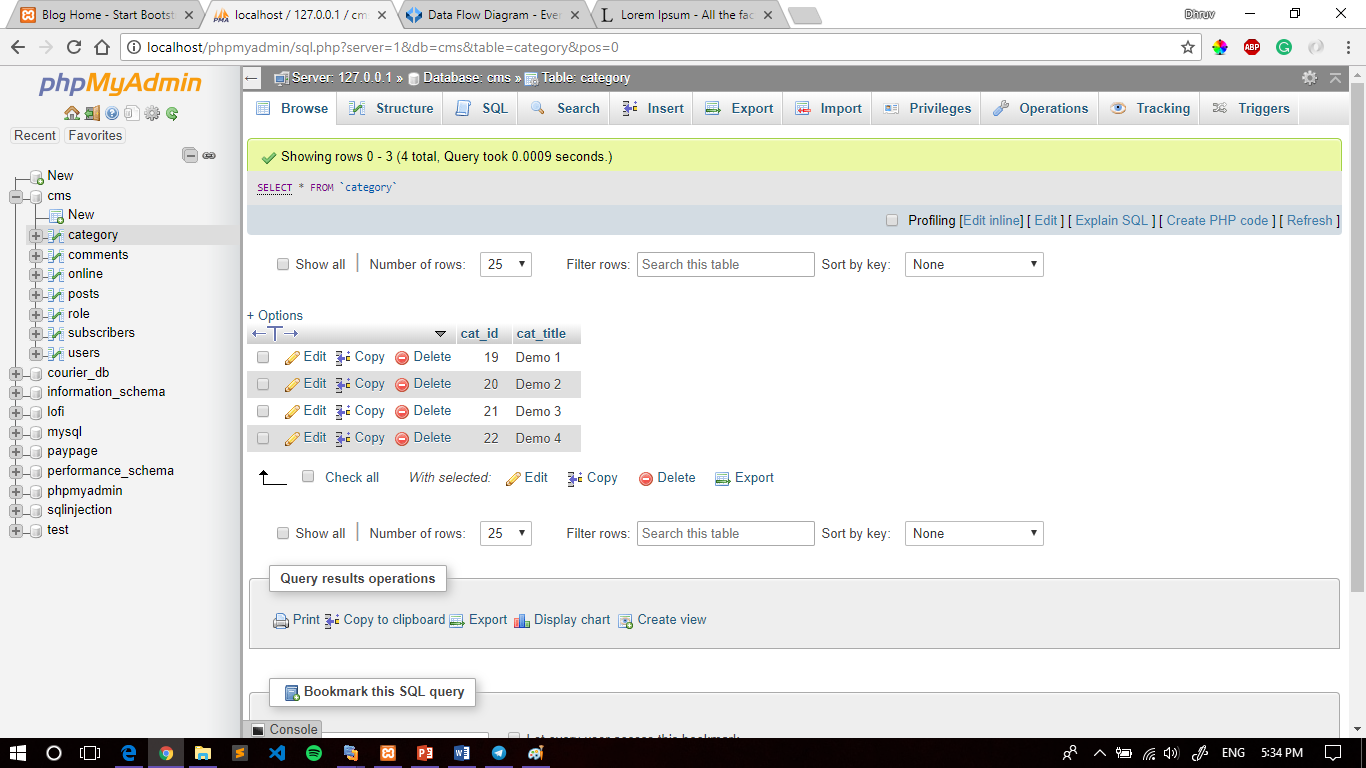 Blog Home - Start Bootst
localhost / 127.0.0.1 / cm
Data Flow Diagram - Eve
Lorem Ipsum - All the fac
Dhruv
localhost/phpmyadmin/sql.php?server=1&db=cms&table=category&pos=0
ABP
phpMyAdmin
Recent
Favorites
New
cms
New
category
comments
online
posts
role
subscribers
users
courier_db
information_schema
lofi
mysql
paypage
performance_schema
phpmyadmin
sqlinjection
test
Server: 127.0.0.1 » Database: cms » Table: category
Browse
Structure
SQL
Search
Insert
Export
Import
Privileges
Operations
Tracking
Triggers
Showing rows 0 - 3 (4 total, Query took 0.0009 seconds.)
SELECT * FROM `category`
Profiling [Edit inline] [ Edit ] [ Explain SQL ] [ Create PHP code ] [ Refresh ]
Show all | Number of rows: 25 Filter rows: Search this table Sort by key: None
+ Options
cat_id cat_title
Edit Copy Delete 19 Demo 1
Edit Copy Delete 20 Demo 2
Edit Copy Delete 21 Demo 3
Edit Copy Delete 22 Demo 4
Check all With selected: Edit Copy Delete Export
Show all | Number of rows: 25 Filter rows: Search this table Sort by key: None
Query results operations
Print Copy to clipboard Export Display chart Create view
Bookmark this SQL query
Console
Let every user access this bookmark
ENG
5:34 PM